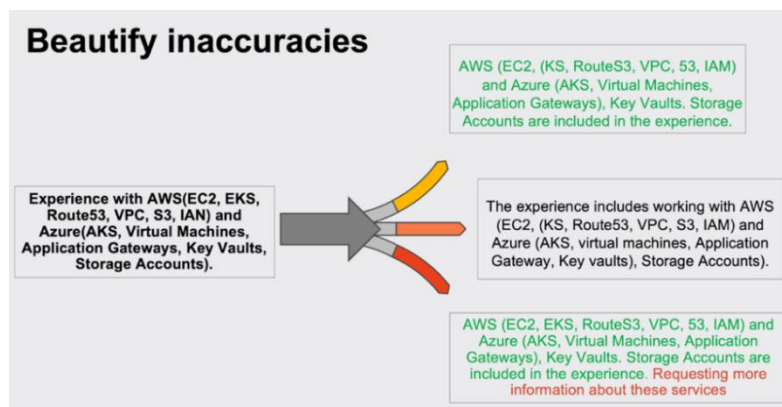 Beautify inaccuracies
AWS (EC2, (KS, RouteS3, VPC, 53, IAM)
and Azure (AKS, Virtual Machines,
Application Gateways), Key Vaults. Storage
Accounts are included in the experience.
Experience with AWS(EC2, EKS,
Route53, VPC, S3, IAN) and
Azure(AKS, Virtual Machines,
Application Gateways, Key Vaults,
Storage Accounts).
The experience includes working with AWS
(EC2, (KS, Route53, VPC, S3, IAM) and
Azure (AKS, virtual machines, Application
Gateway, Key vaults), Storage Accounts).
AWS (EC2, EKS, RouteS3, VPC, 53, IAM) and
Azure (AKS, Virtual Machines, Application
Gateways), Key Vaults. Storage Accounts are
included in the experience. Requesting more
information about these services